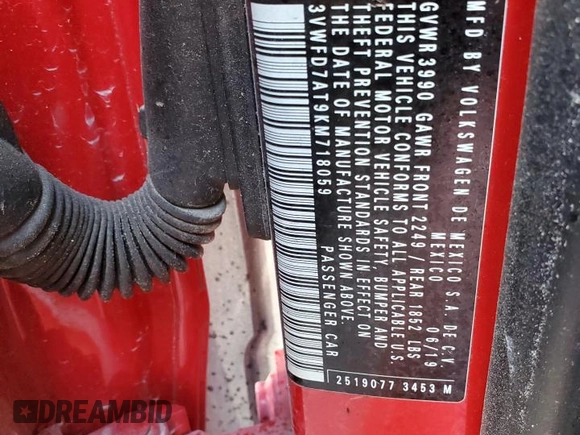 MFD BY VOLKSWAGEN DE MEXICO S.A. DE C.V.
MEXICO 06/19
GVWR 3990 GAWR FRONT 2249 / REAR 1852 LBS
THIS VEHICLE CONFORMS TO ALL APPLICABLE U.S.
FEDERAL MOTOR VEHICLE SAFETY, BUMPER AND
THEFT PREVENTION STANDARDS IN EFFECT ON
THE DATE OF MANUFACTURE SHOWN ABOVE.
3VWFD7AT9KM718059 PASSENGER CAR
2519077 3453 M
DREAMBID